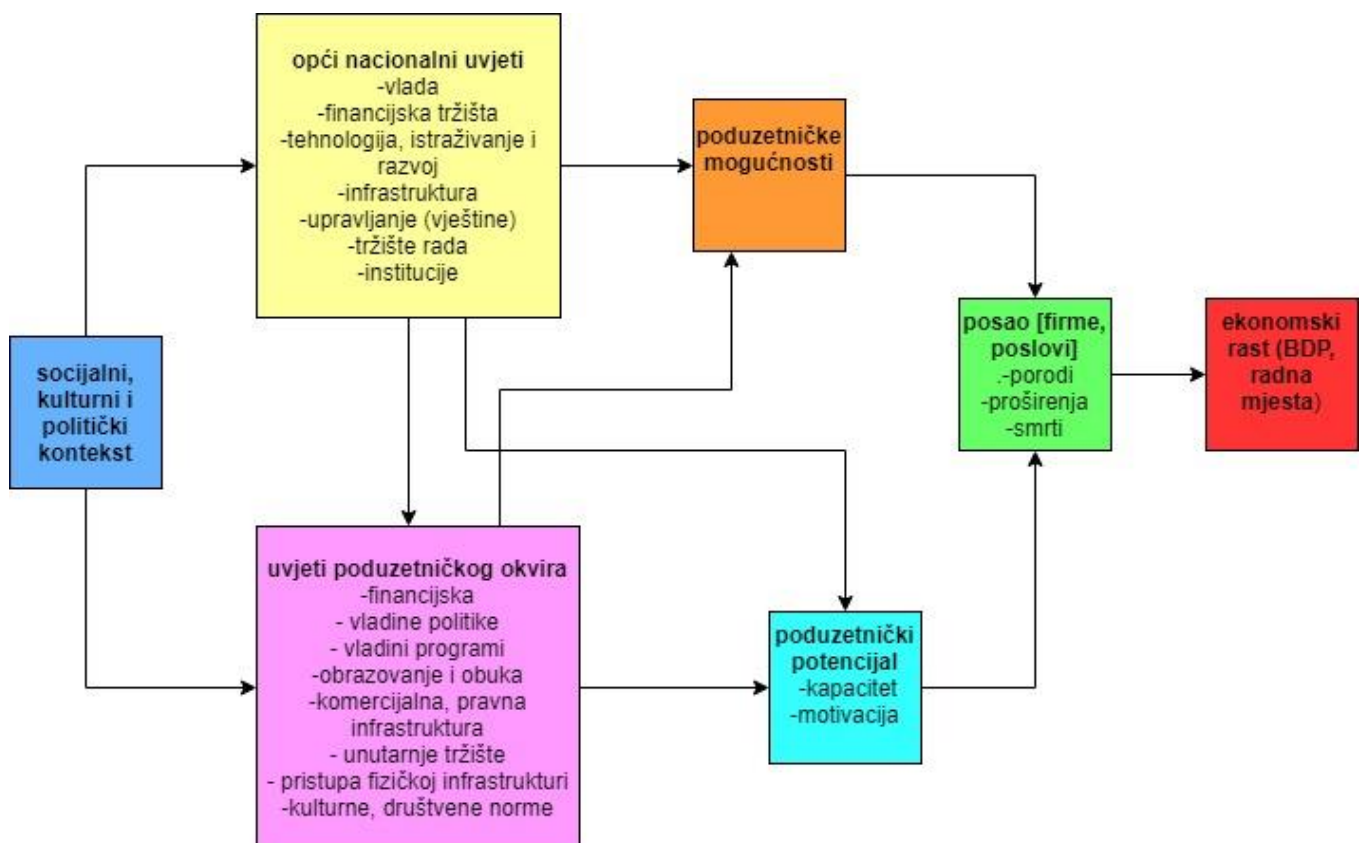 opći nacionalni uvjeti
-vlada
-financijska tržišta
-tehnologija, istraživanje i
razvoj
-infrastruktura
-upravljanje (vještine)
-tržište rada
-institucije
poduzetničke
mogućnosti
socijalni,
kulturni i
politički
kontekst
posao [firme,
poslovi]
.-porodi
-proširenja
-smrti
ekonomski
rast (BDP,
radna
mjesta)
uvjeti poduzetničkog okvira
-financijska
- vladine politike
- vladini programi
-obrazovanje i obuka
-komercijalna, pravna
infrastruktura
- unutarnje tržište
- pristupa fizičkoj infrastrukturi
-kulturne, društvene norme
poduzetnički
potencijal
-kapacitet
-motivacija